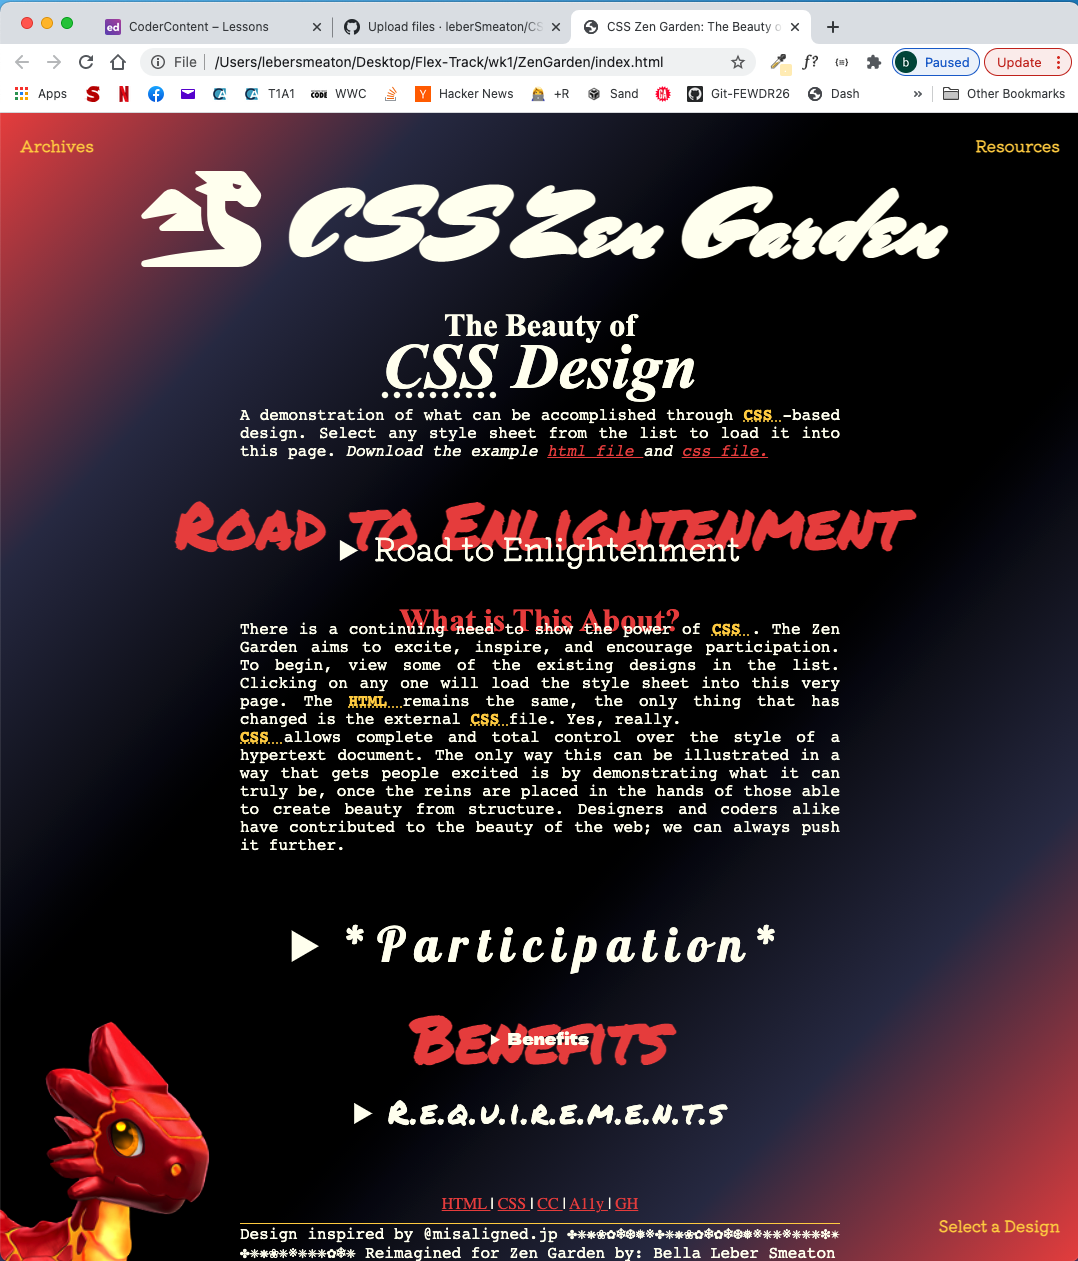 CoderContent – Lessons
Upload files · leberSmeaton/CS
CSS Zen Garden: The Beauty o
File
/Users/lebersmeaton/Desktop/Flex-Track/wk1/ZenGarden/index.html
f?
b
Paused
Update
Apps
T1A1
WWC
Hacker News
+R
Sand
Git-FEWDR26
Dash
»
Other Bookmarks
Archives
Resources
CSS Zen Garden
The Beauty of
CSS Design
A demonstration of what can be accomplished through CSS -based
design. Select any style sheet from the list to load it into
this page. Download the example html file and css file.
Road to Enlightenment
▶ Road to Enlightenment
What is This About?
There is a continuing need to show the power of CSS . The Zen
Garden aims to excite, inspire, and encourage participation.
To begin, view some of the existing designs in the list.
Clicking on any one will load the style sheet into this very
page. The HTML remains the same, the only thing that has
changed is the external CSS file. Yes, really.
CSS allows complete and total control over the style of a
hypertext document. The only way this can be illustrated in a
way that gets people excited is by demonstrating what it can
truly be, once the reins are placed in the hands of those able
to create beauty from structure. Designers and coders alike
have contributed to the beauty of the web; we can always push
it further.
▶ *Participation*
Benefits
▶ Benefits
▶ R.e.q.u.i.r.e.m.e.n.t.s
HTML | CSS | CC | A11y | GH
Design inspired by @misaligned.jp
Reimagined for Zen Garden by: Bella Leber Smeaton
Select a Design